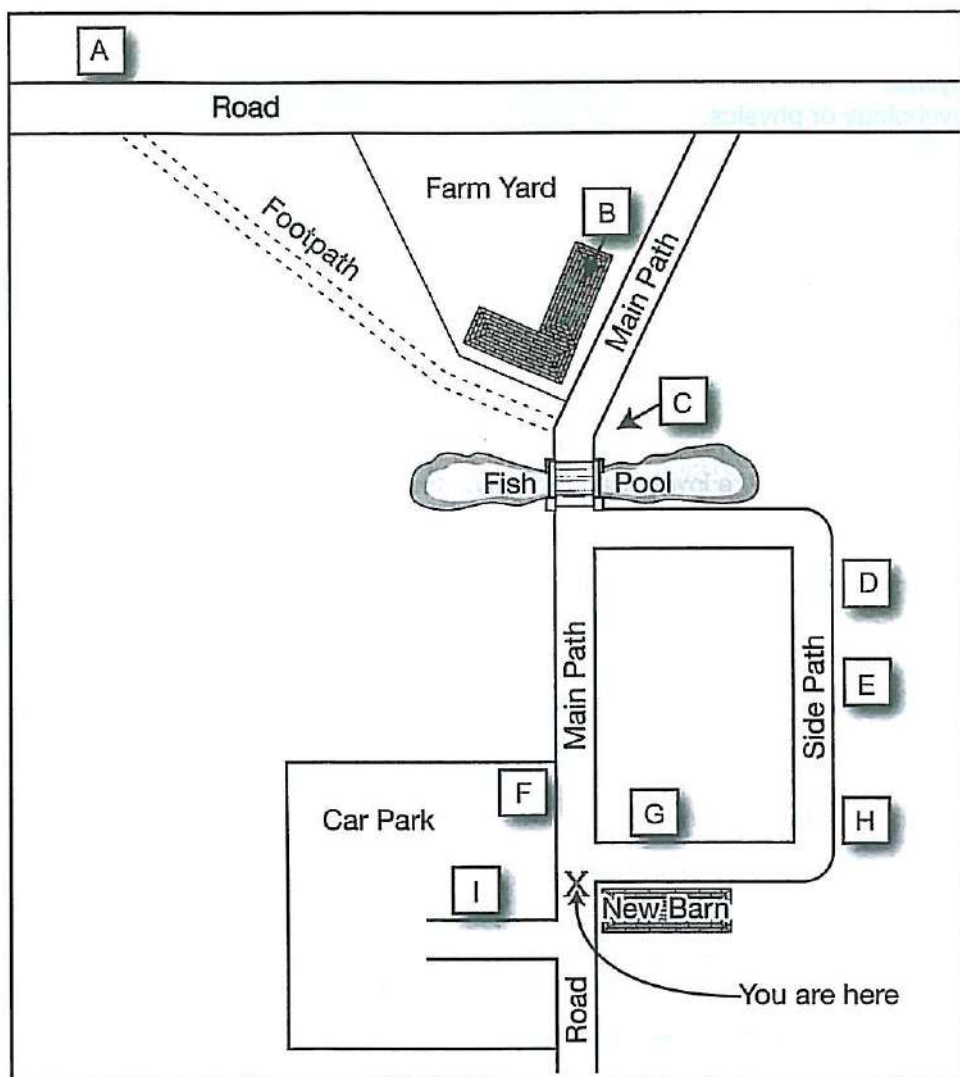 A
Road
Farm Yard
B
Footpath
Main Path
C
Fish Pool
D
Main Path
Side Path
E
F
Car Park
G
H
I
X
New Barn
You are here
Road